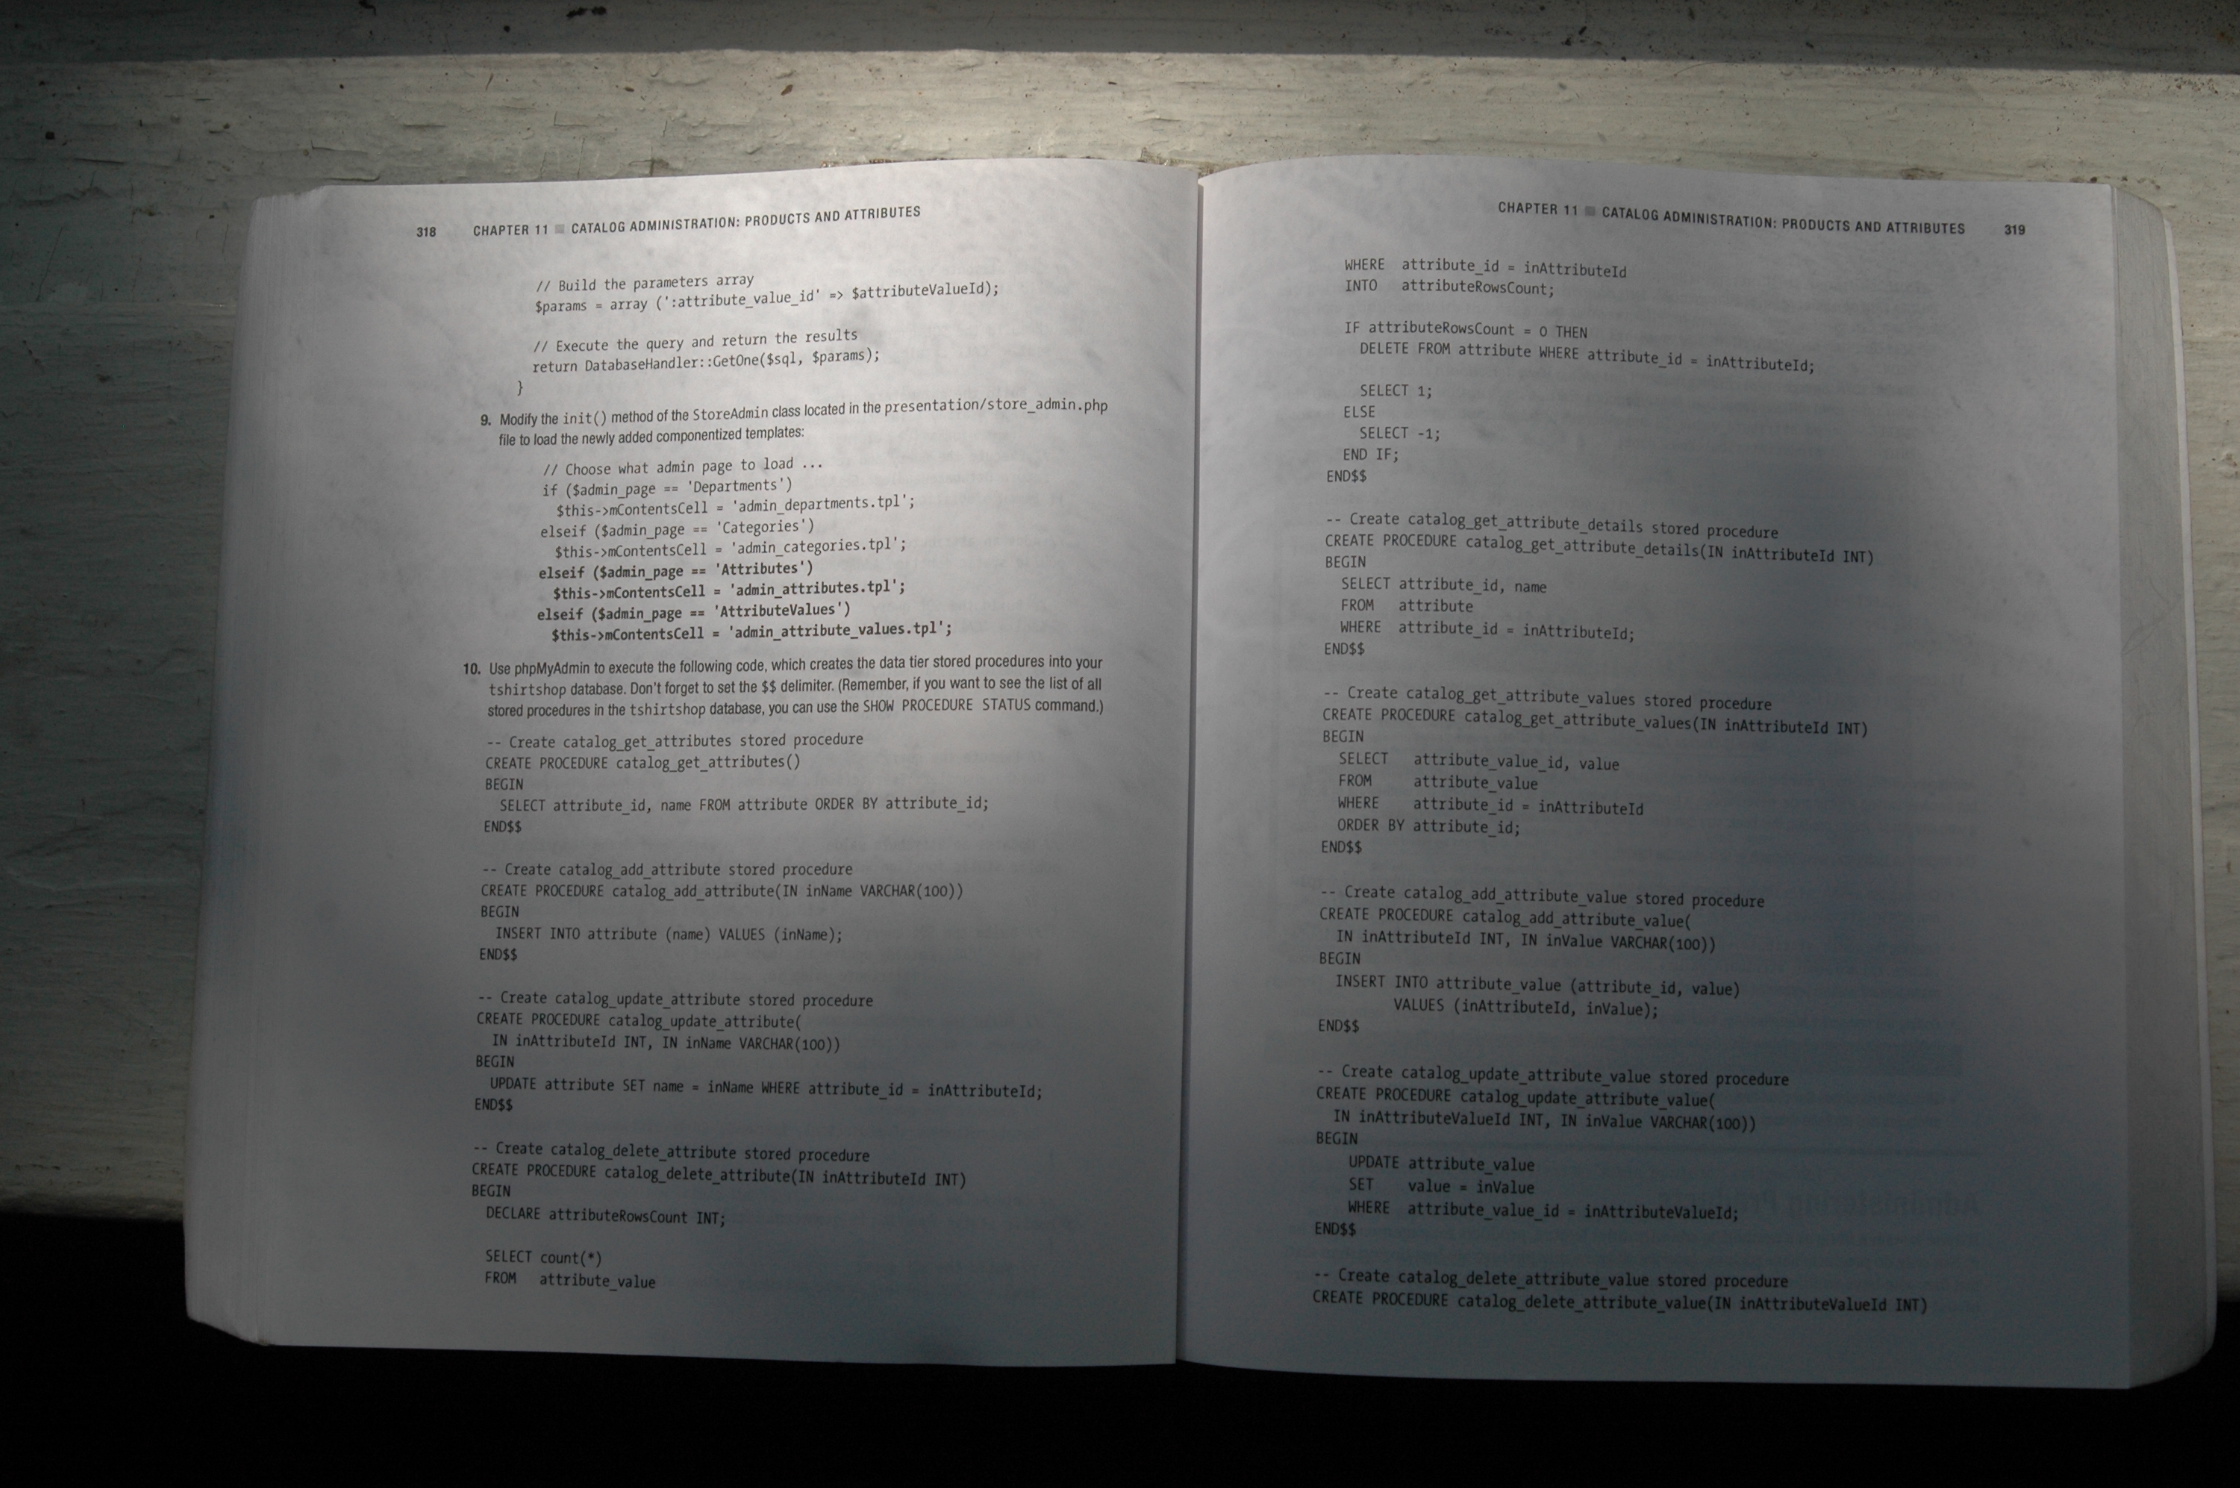 318 CHAPTER 11 ■ CATALOG ADMINISTRATION: PRODUCTS AND ATTRIBUTES
// Build the parameters array
$params = array (':attribute_value_id' => $attributeValueId);
// Execute the query and return the results
return DatabaseHandler::GetOne($sql, $params);
}
9. Modify the init() method of the StoreAdmin class located in the presentation/store_admin.php
file to load the newly added componentized templates:
// Choose what admin page to load ...
if ($admin_page == 'Departments')
$this->mContentsCell = 'admin_departments.tpl';
elseif ($admin_page == 'Categories')
$this->mContentsCell = 'admin_categories.tpl';
elseif ($admin_page == 'Attributes')
$this->mContentsCell = 'admin_attributes.tpl';
elseif ($admin_page == 'AttributeValues')
$this->mContentsCell = 'admin_attribute_values.tpl';
10. Use phpMyAdmin to execute the following code, which creates the data tier stored procedures into your
tshirtshop database. Don't forget to set the $$ delimiter. (Remember, if you want to see the list of all
stored procedures in the tshirtshop database, you can use the SHOW PROCEDURE STATUS command.)
-- Create catalog_get_attributes stored procedure
CREATE PROCEDURE catalog_get_attributes()
BEGIN
SELECT attribute_id, name FROM attribute ORDER BY attribute_id;
END$$
-- Create catalog_add_attribute stored procedure
CREATE PROCEDURE catalog_add_attribute(IN inName VARCHAR(100))
BEGIN
INSERT INTO attribute (name) VALUES (inName);
END$$
-- Create catalog_update_attribute stored procedure
CREATE PROCEDURE catalog_update_attribute(
IN inAttributeId INT, IN inName VARCHAR(100))
BEGIN
UPDATE attribute SET name = inName WHERE attribute_id = inAttributeId;
END$$
-- Create catalog_delete_attribute stored procedure
CREATE PROCEDURE catalog_delete_attribute(IN inAttributeId INT)
BEGIN
DECLARE attributeRowsCount INT;
SELECT count(*)
FROM attribute_value
CHAPTER 11 ■ CATALOG ADMINISTRATION: PRODUCTS AND ATTRIBUTES 319
WHERE attribute_id = inAttributeId
INTO attributeRowsCount;
IF attributeRowsCount = 0 THEN
DELETE FROM attribute WHERE attribute_id = inAttributeId;
SELECT 1;
ELSE
SELECT -1;
END IF;
END$$
-- Create catalog_get_attribute_details stored procedure
CREATE PROCEDURE catalog_get_attribute_details(IN inAttributeId INT)
BEGIN
SELECT attribute_id, name
FROM attribute
WHERE attribute_id = inAttributeId;
END$$
-- Create catalog_get_attribute_values stored procedure
CREATE PROCEDURE catalog_get_attribute_values(IN inAttributeId INT)
BEGIN
SELECT attribute_value_id, value
FROM attribute_value
WHERE attribute_id = inAttributeId
ORDER BY attribute_id;
END$$
-- Create catalog_add_attribute_value stored procedure
CREATE PROCEDURE catalog_add_attribute_value(
IN inAttributeId INT, IN inValue VARCHAR(100))
BEGIN
INSERT INTO attribute_value (attribute_id, value)
VALUES (inAttributeId, inValue);
END$$
-- Create catalog_update_attribute_value stored procedure
CREATE PROCEDURE catalog_update_attribute_value(
IN inAttributeValueId INT, IN inValue VARCHAR(100))
BEGIN
UPDATE attribute_value
SET value = inValue
WHERE attribute_value_id = inAttributeValueId;
END$$
-- Create catalog_delete_attribute_value stored procedure
CREATE PROCEDURE catalog_delete_attribute_value(IN inAttributeValueId INT)